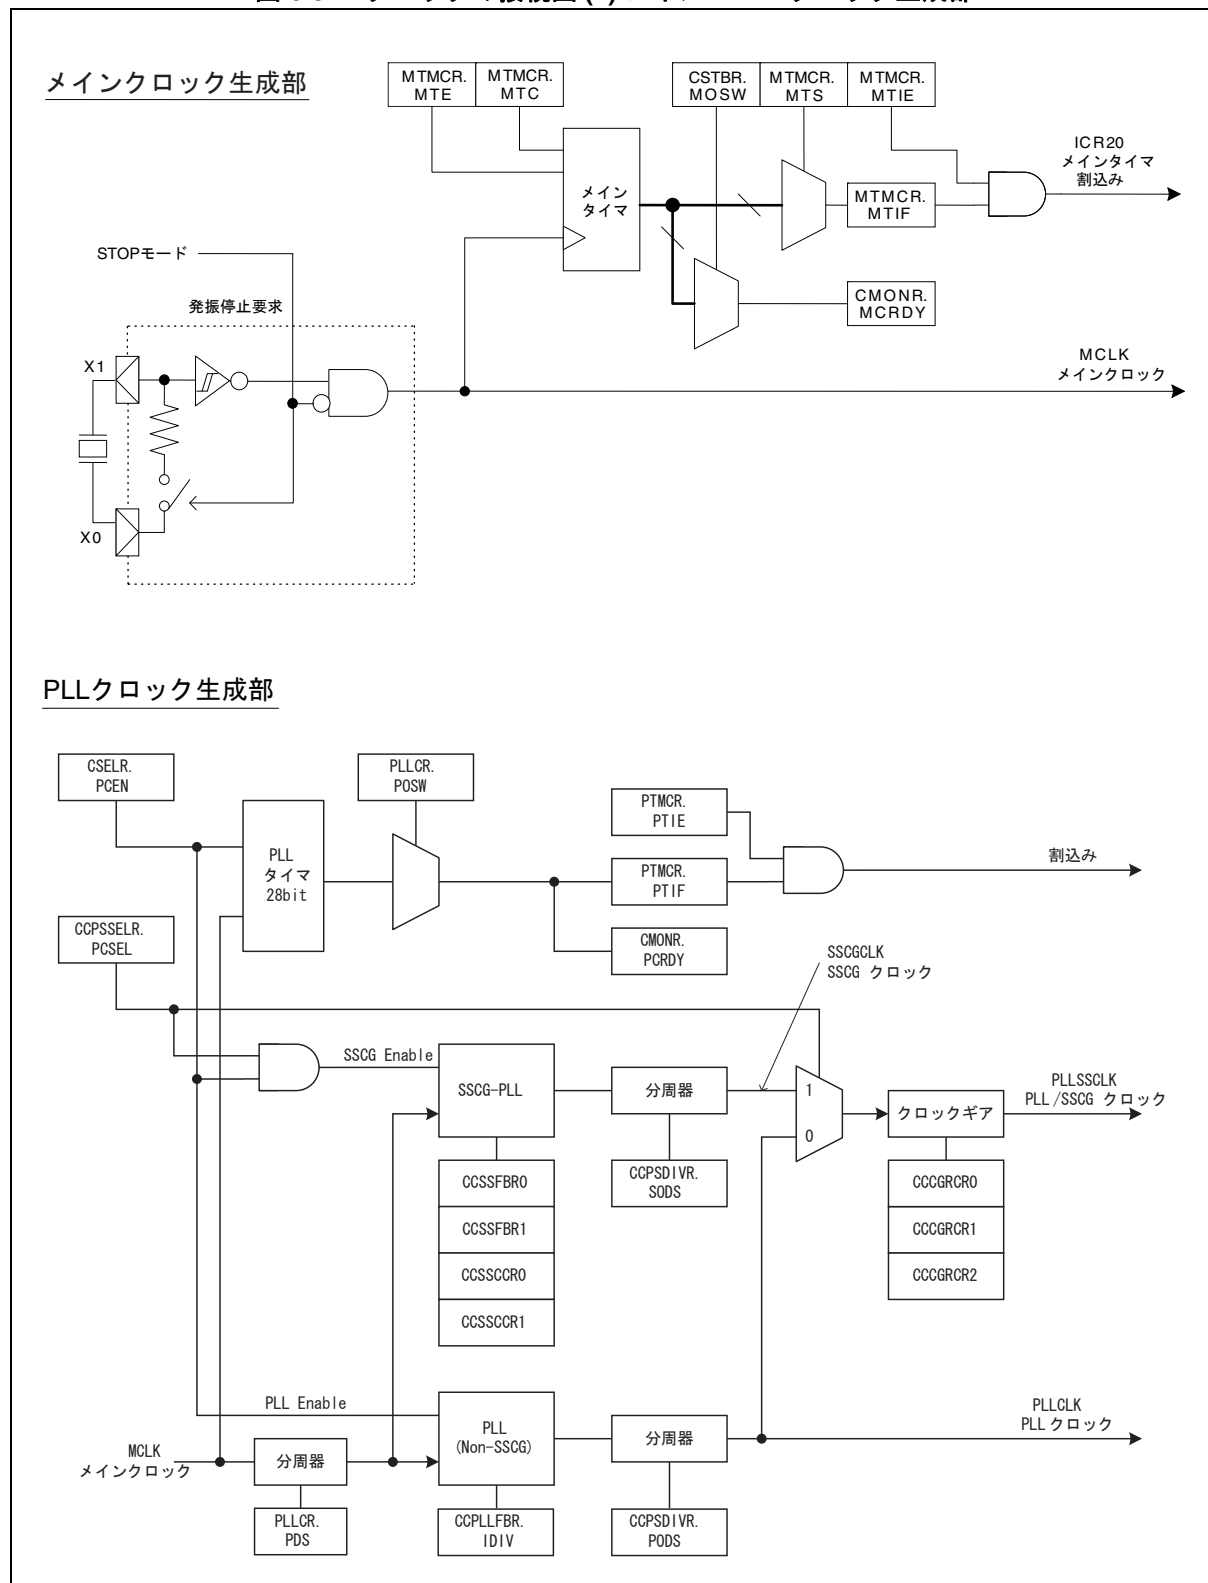 メインクロック生成部
MTMCR.
MTE
MTMCR.
MTC
CSTBR.
MOSW
MTMCR.
MTS
MTMCR.
MTIE
ICR20
メインタイマ
割込み
メイン
タイマ
MTMCR.
MTIF
STOPモード
発振停止要求
CMONR.
MCRDY
X1
MCLK
メインクロック
X0
PLLクロック生成部
CSELR.
PCEN
PLLCR.
POSW
PTMCR.
PTIE
PLL
タイマ
28bit
割込み
PTMCR.
PTIF
CCPSSELR.
PCSEL
CMONR.
PCRDY
SSCGCLK
SSCG クロック
SSCG Enable
SSCG-PLL
分周器
1
0
クロックギア
PLLSSCLK
PLL/SSCG クロック
CCSSFBR0
CCSSFBR1
CCSSCCR0
CCSSCCR1
CCPSDIVR.
SODS
CCCGRCR0
CCCGRCR1
CCCGRCR2
PLL Enable
PLL
(Non-SSCG)
分周器
PLLCLK
PLL クロック
MCLK
メインクロック
分周器
PLLCR.
PDS
CCPLLFBR.
IDIV
CCPSDIVR.
PODS